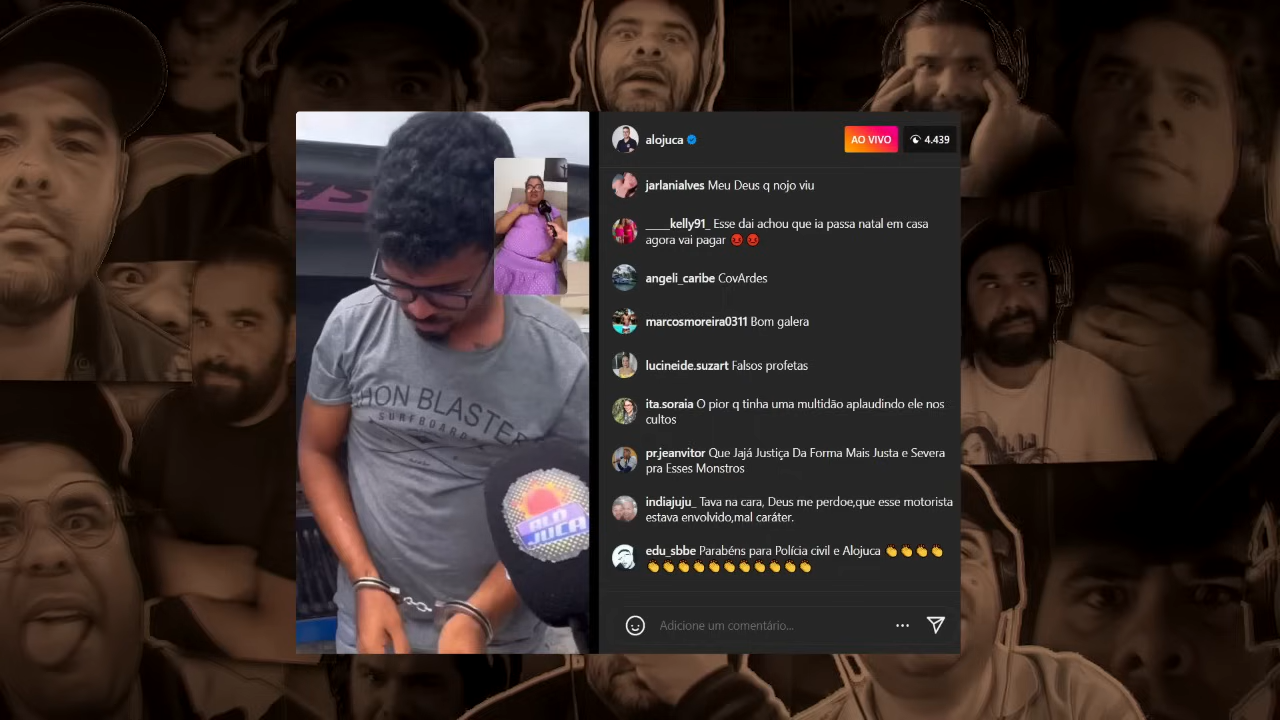 alojuca
AO VIVO
4.439
jarlanialves Meu Deus q nojo viu
____kelly91_ Esse dai achou que ia passa natal em casa
agora vai pagar
angeli_caribe CovArdes
marcosmoreira0311 Bom galera
lucineide.suzart Falsos profetas
ita.soraia O pior q tinha uma multidão aplaudindo ele nos
cultos
pr.jeanvitor Que Jajá Justiça Da Forma Mais Justa e Severa
pra Esses Monstros
indiajuju_ Tava na cara, Deus me perdoe,que esse motorista
estava envolvido,mal caráter.
edu_sbbe Parabéns para Polícia civil e Alojuca 👏👏👏👏
👏👏👏👏👏👏👏👏👏👏👏
Adicione um comentário...
HON BLASTER
SURFBOARDS
ALÔ
JUCA